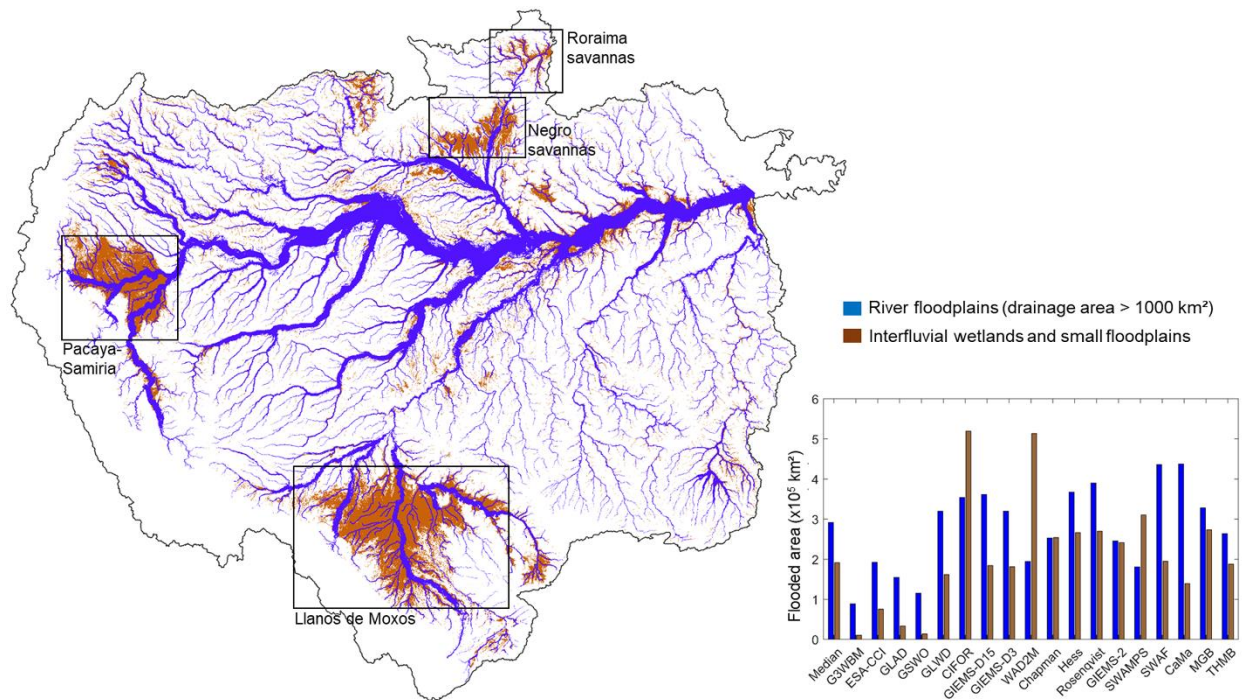 Roraima
savannas
Negro
savannas
Pacaya-
Samiria
Llanos de Moxos
River floodplains (drainage area > 1000 km²)
Interfluvial wetlands and small floodplains
Flooded area (x10⁵ km²)
6
5
4
3
2
1
0
Median
G3WBM
ESA-CCI
GLAD
GSWO
GLWD
CIFOR
GIEMS-D15
GIEMS-D3
WAD2M
Chapman
Hess
Rosenqvist
GIEMS-2
SWAMPS
SWAF
CaMa
MGB
THMB